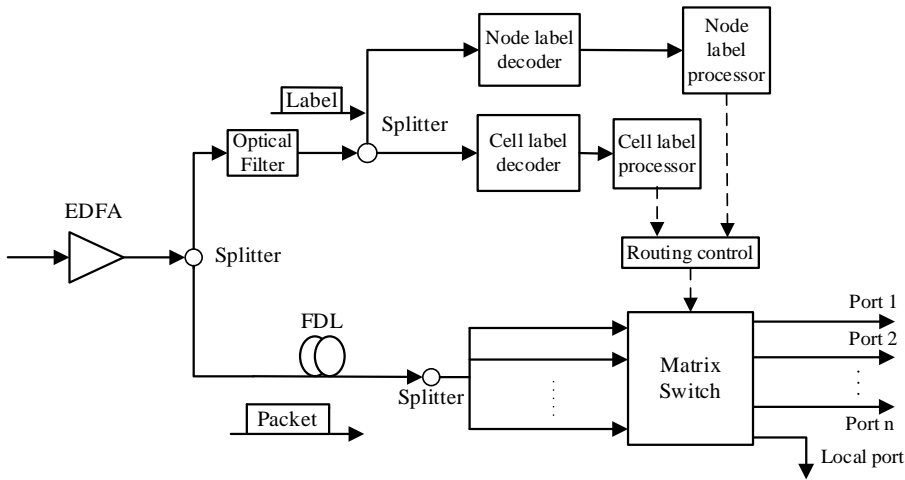 Node label
decoder
Node
label
processor
Label
Splitter
Optical
Filter
Cell label
decoder
Cell label
processor
EDFA
Splitter
Routing control
FDL
Splitter
Packet
Matrix
Switch
Port 1
Port 2
Port n
Local port